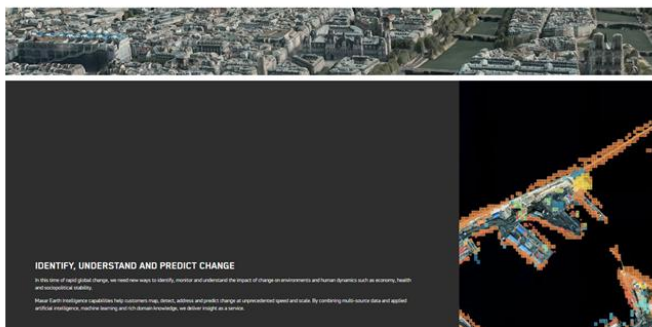 IDENTIFY, UNDERSTAND AND PREDICT CHANGE
In this time of rapid global change, we need new ways to identify, monitor and understand the impact of change on environments and human dynamics such as economy, health
and sociopolitical stability.
Maxar Earth Intelligence capabilities help customers map, detect, address and predict change at unprecedented speed and scale. By combining multi-source data and applied
artificial intelligence, machine learning and rich domain knowledge, we deliver insight as a service.